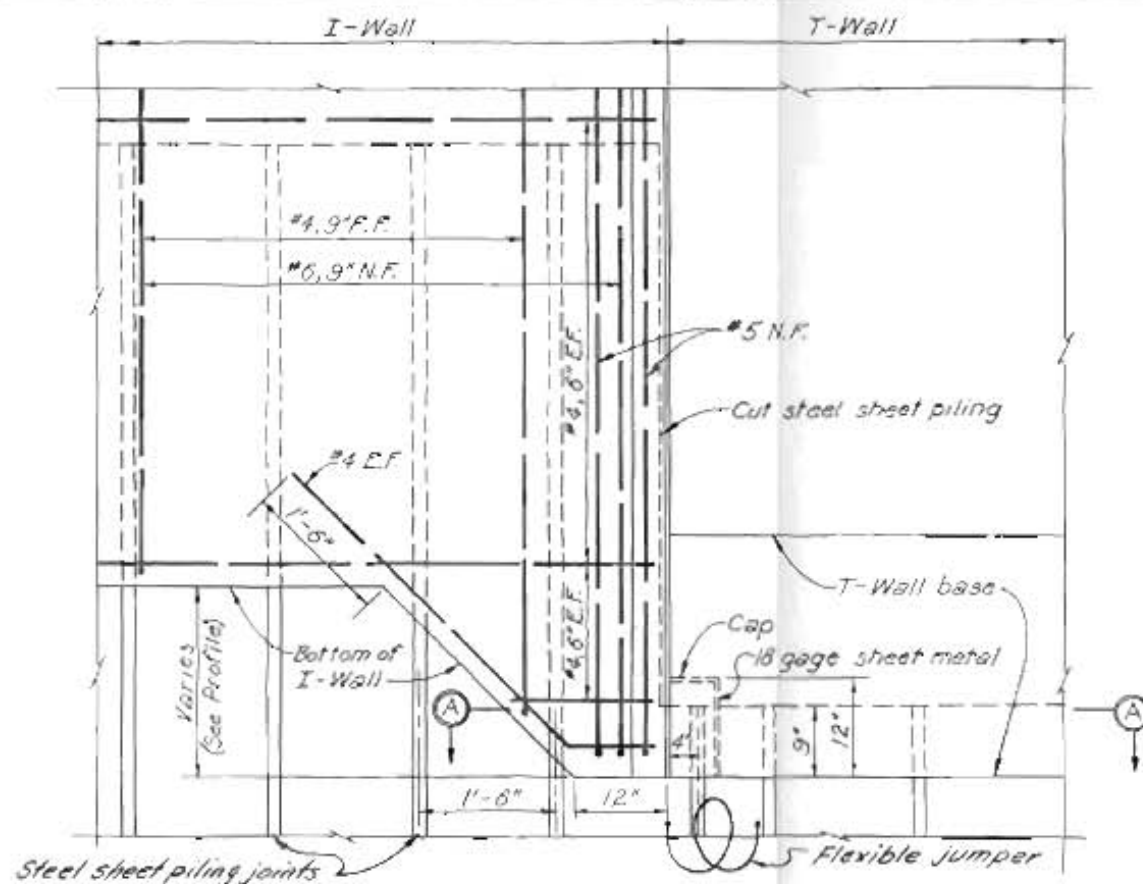 I-Wall
T-Wall
#4, 9" F.F.
#6, 9" N.F.
#5 N.F.
#4, 6" E.F.
Cut steel sheet piling
#4 E.F.
1'-6"
T-Wall base
Cap
18 gage sheet metal
Bottom of
I-Wall
#4, 6" E.F.
Varies
(See Profile)
A
A
4"
9"
12"
1'-6"
12"
Steel sheet piling joints
Flexible jumper